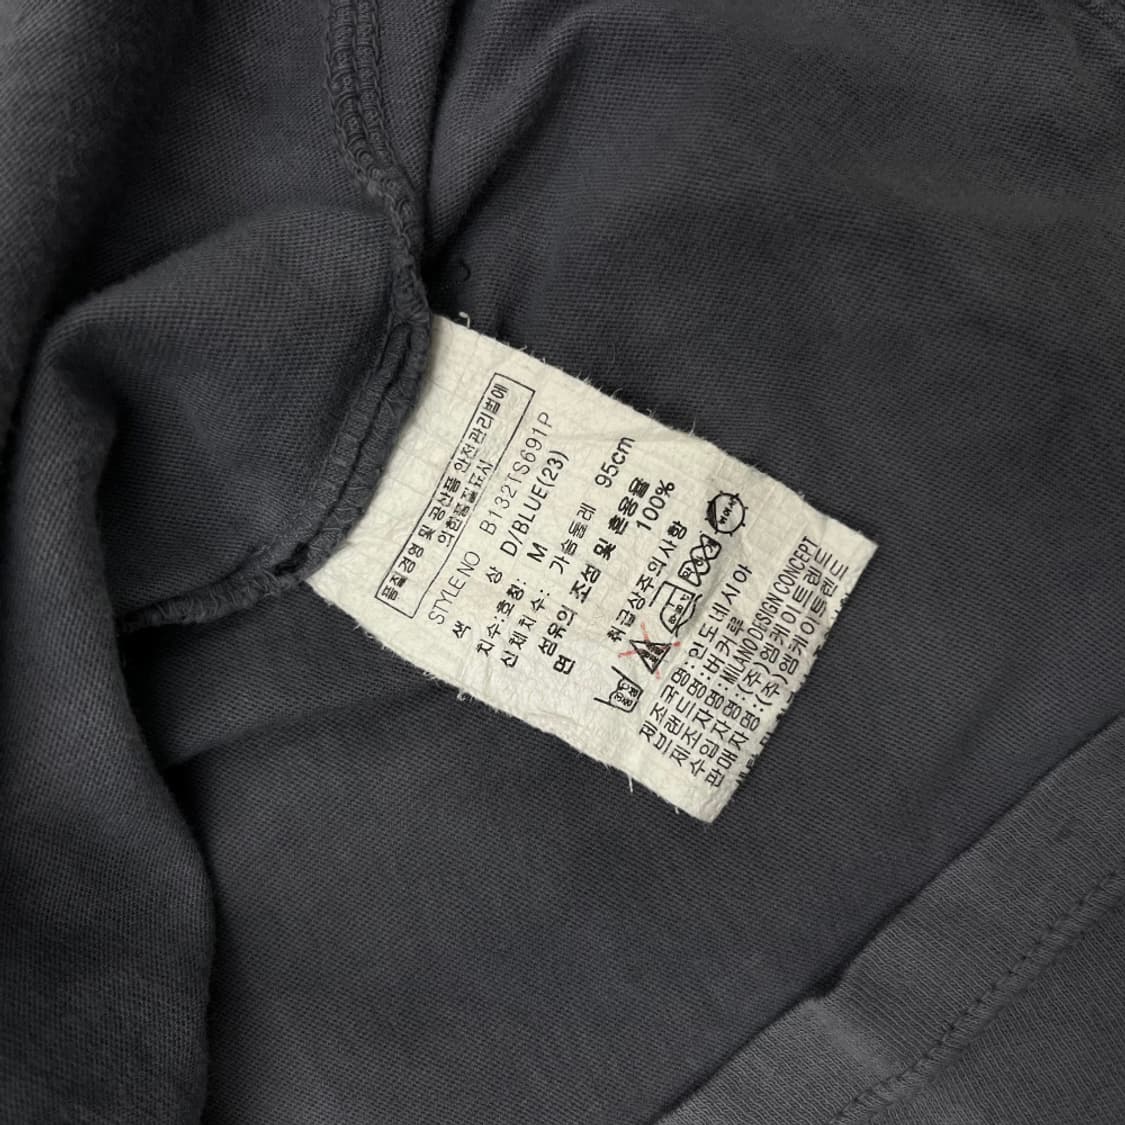 품질경영 및 공산품 안전관리법에
의한품질표시
STYLE NO B132TS691P
색 상 D/BLUE(23)
치수:호칭: M
신체치수: 가슴둘레 95cm
섬유의 조성 및 혼용율
면 100%
취급상주의사항
제조국명:인도네시아
브랜드명:버커루
제조자명:MILANO DESIGN CONCEPT
수입자명:(주)엠케이트렌드
판매자명:(주)엠케이트렌드